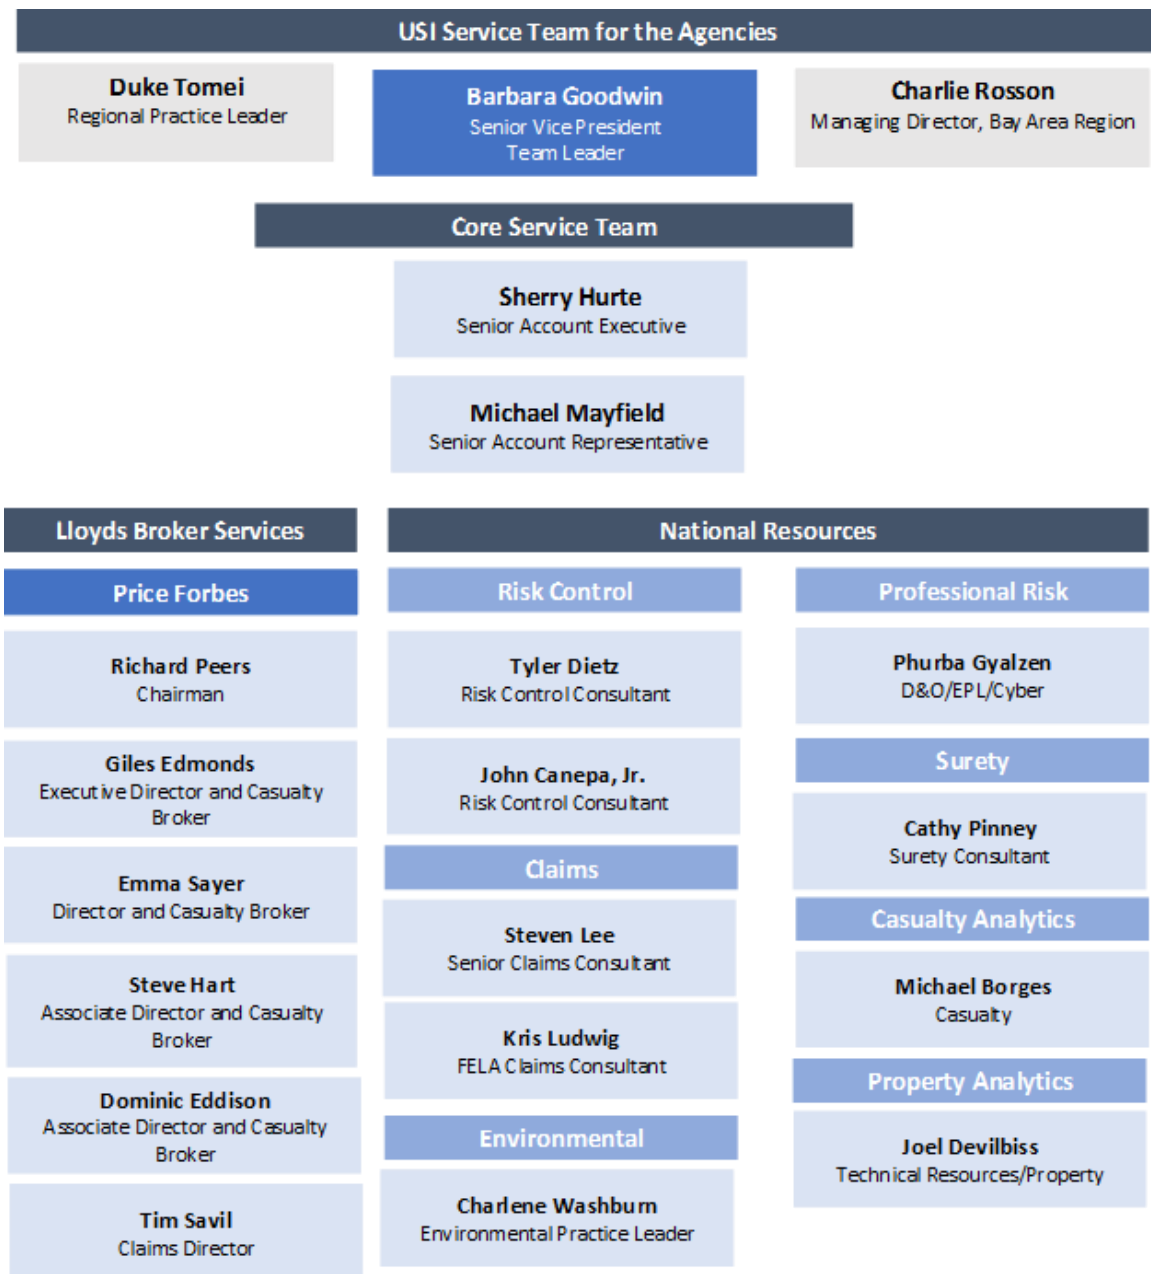 USI Service Team for the Agencies
Duke Tomei
Regional Practice Leader
Barbara Goodwin
Senior Vice President
Team Leader
Charlie Rosson
Managing Director, Bay Area Region
Core Service Team
Sherry Hurte
Senior Account Executive
Michael Mayfield
Senior Account Representative
Lloyds Broker Services
Price Forbes
Richard Peers
Chairman
Giles Edmonds
Executive Director and Casualty
Broker
Emma Sayer
Director and Casualty Broker
Steve Hart
Associate Director and Casualty
Broker
Dominic Eddison
Associate Director and Casualty
Broker
Tim Savil
Claims Director
National Resources
Risk Control
Tyler Dietz
Risk Control Consultant
John Canepa, Jr.
Risk Control Consultant
Claims
Steven Lee
Senior Claims Consultant
Kris Ludwig
FELA Claims Consultant
Environmental
Charlene Washburn
Environmental Practice Leader
Professional Risk
Phurba Gyalzen
D&O/EPL/Cyber
Surety
Cathy Pinney
Surety Consultant
Casualty Analytics
Michael Borges
Casualty
Property Analytics
Joel Devilbiss
Technical Resources/Property